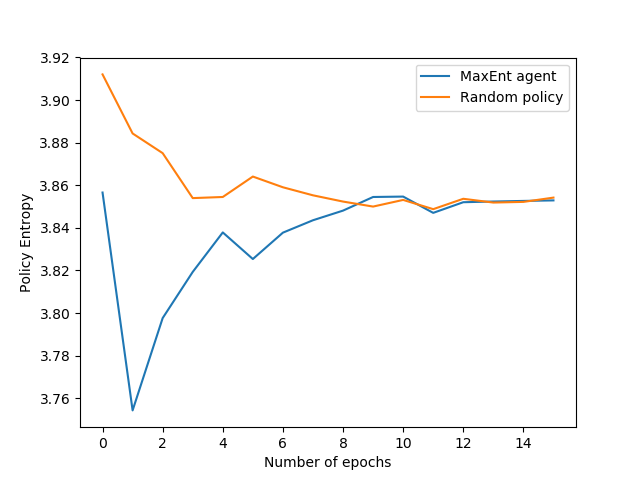 MaxEnt agent
Random policy
Policy Entropy
3.92
3.90
3.88
3.86
3.84
3.82
3.80
3.78
3.76
0 2 4 6 8 10 12 14
Number of epochs